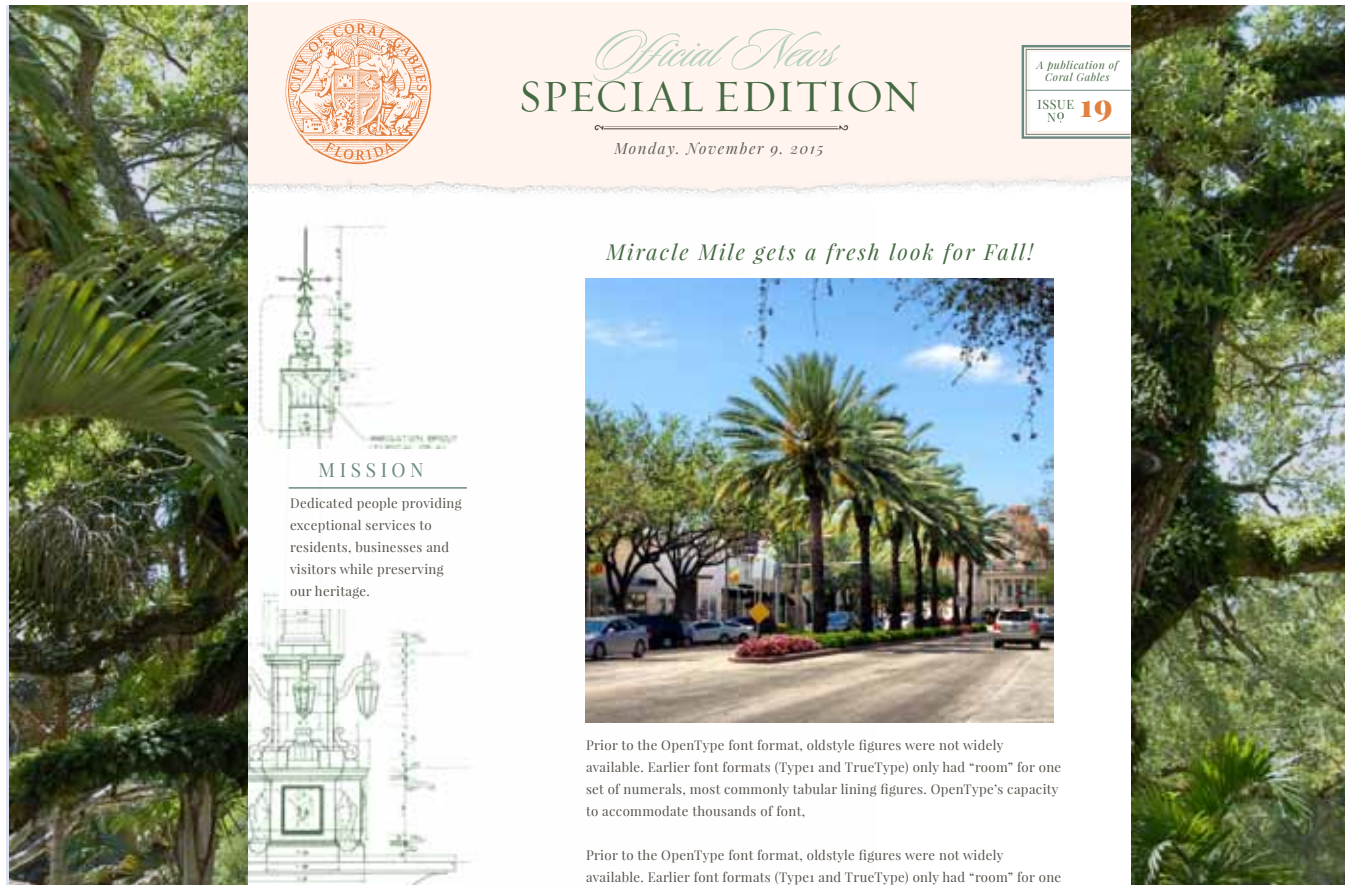 CITY OF CORAL GABLES
FLORIDA
Official News
SPECIAL EDITION
Monday. November 9. 2015
A publication of
Coral Gables
ISSUE
Nº 19
Miracle Mile gets a fresh look for Fall!
MISSION
Dedicated people providing
exceptional services to
residents, businesses and
visitors while preserving
our heritage.
Prior to the OpenType font format, oldstyle figures were not widely
available. Earlier font formats (Type1 and TrueType) only had “room” for one
set of numerals, most commonly tabular lining figures. OpenType’s capacity
to accommodate thousands of font,
Prior to the OpenType font format, oldstyle figures were not widely
available. Earlier font formats (Type1 and TrueType) only had “room” for one